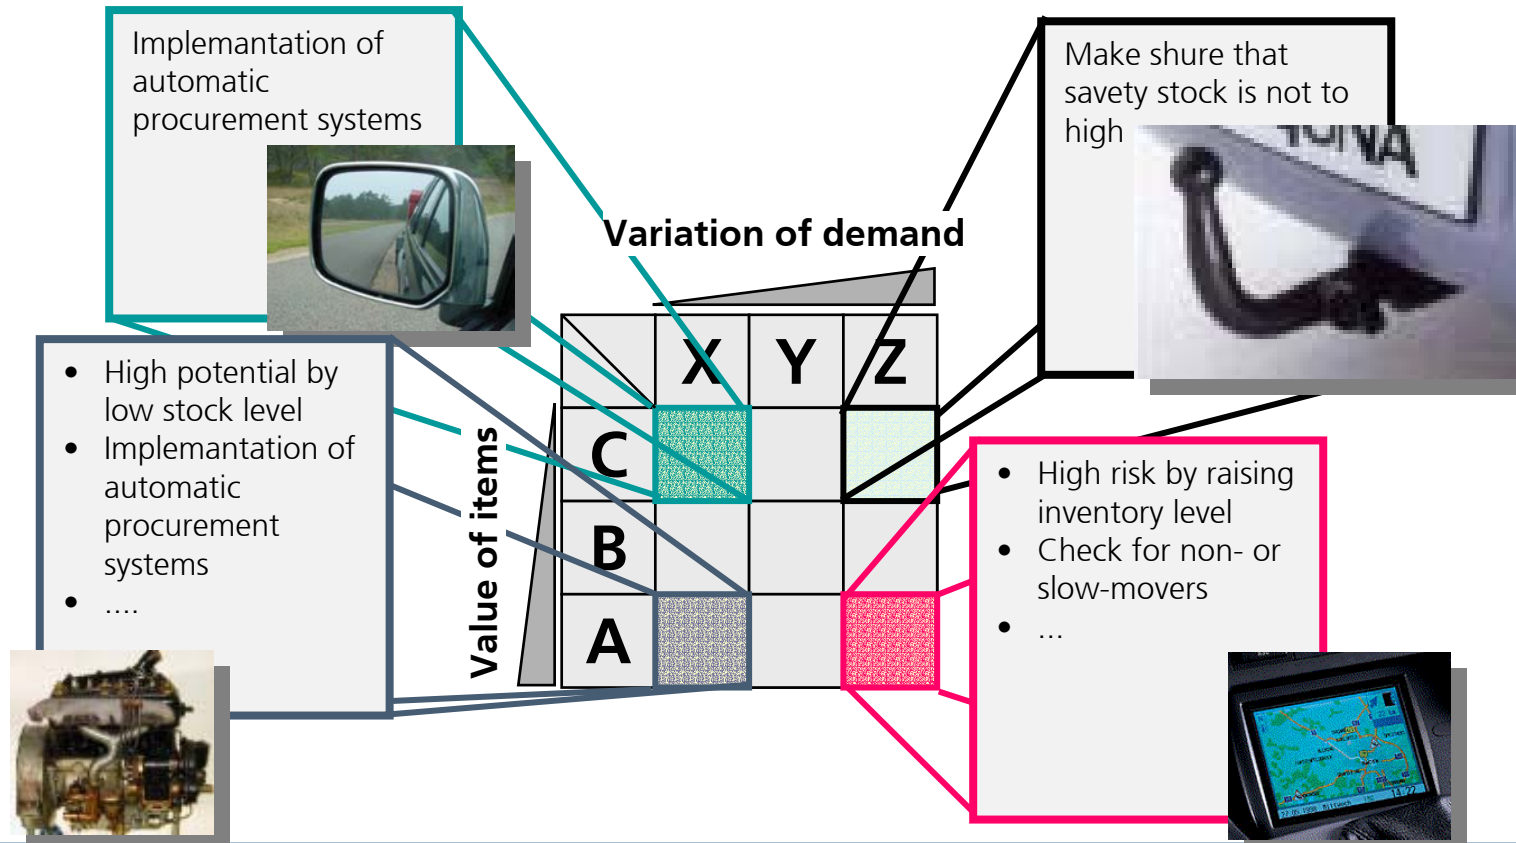 Implemantation of
automatic
procurement systems
Make shure that
savety stock is not to
high
Variation of demand
X Y Z
C
B
A
Value of items
• High potential by
low stock level
• Implemantation of
automatic
procurement
systems
• ....
• High risk by raising
inventory level
• Check for non- or
slow-movers
• ...
14:22